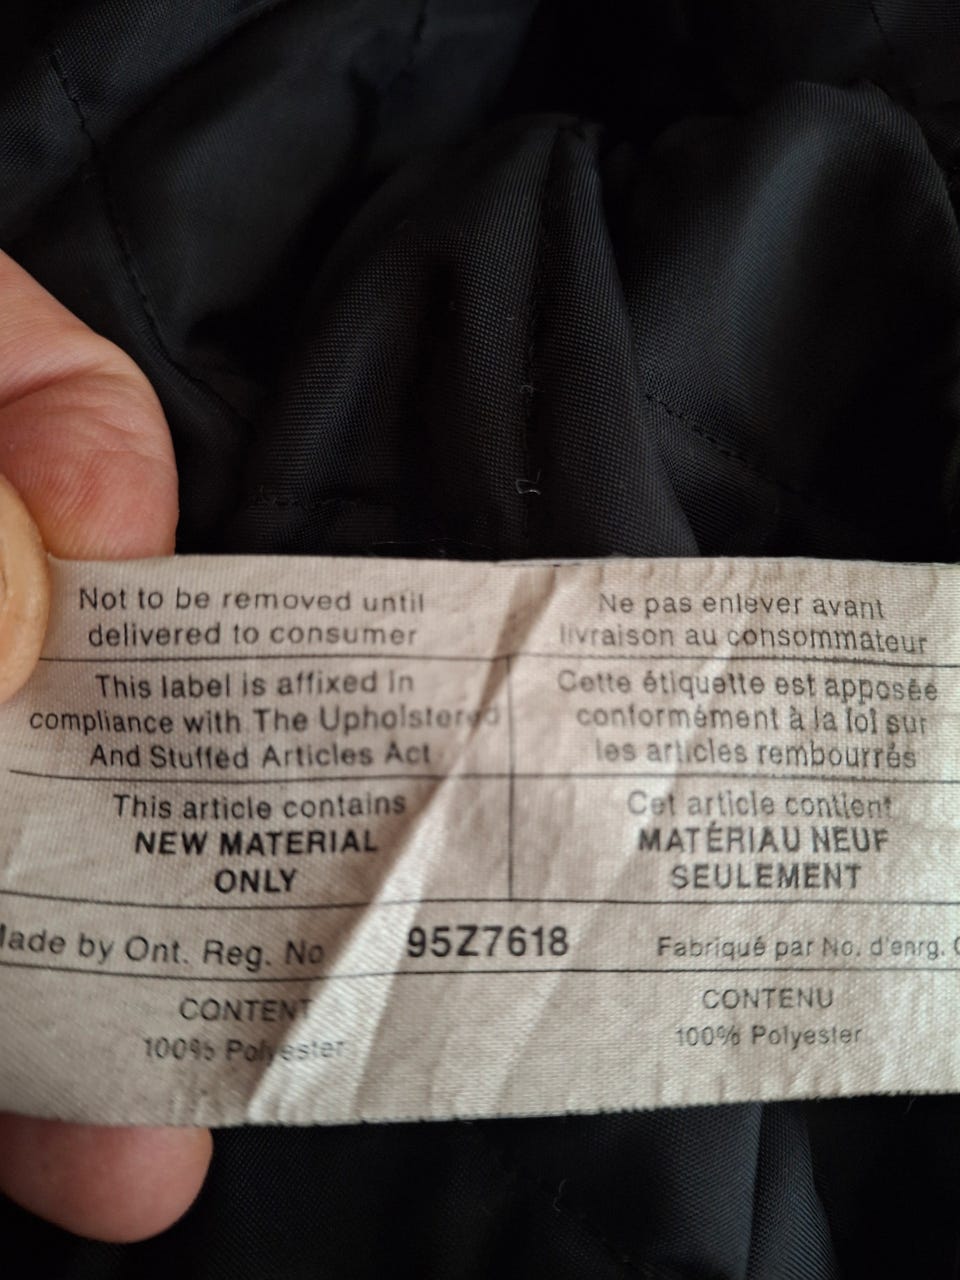 Not to be removed until
delivered to consumer
Ne pas enlever avant
livraison au consommateur
This label is affixed in
compliance with The Upholstered
And Stuffed Articles Act
Cette étiquette est apposée
conformément à la loi sur
les articles rembourrés
This article contains
NEW MATERIAL
ONLY
Cet article contient
MATÉRIAU NEUF
SEULEMENT
Made by Ont. Reg. No 95Z7618 Fabriqué par No. d'enrg.
CONTENT
100% Polyester
CONTENU
100% Polyester